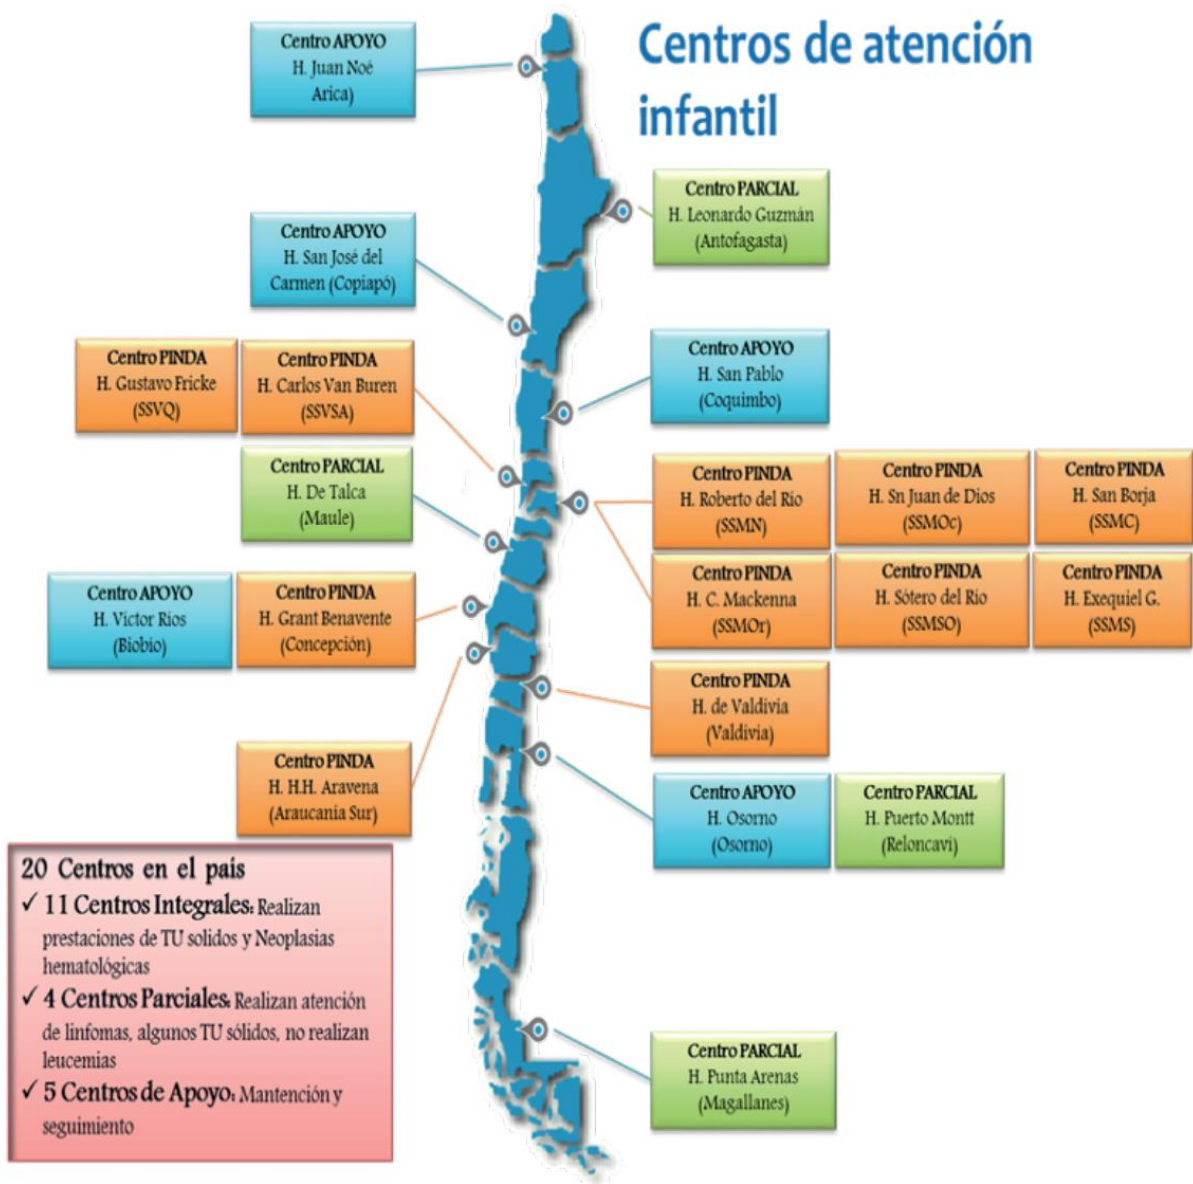 Centros de atención
infantil
Centro APOYO
H. Juan Noé
Arica)
Centro PARCIAL
H. Leonardo Guzmán
(Antofagasta)
Centro APOYO
H. San José del
Carmen (Copiapó)
Centro APOYO
H. San Pablo
(Coquimbo)
Centro PINDA
H. Gustavo Fricke
(SSVQ)
Centro PINDA
H. Carlos Van Buren
(SSVSA)
Centro PARCIAL
H. De Talca
(Maule)
Centro PINDA
H. Roberto del Río
(SSMN)
Centro PINDA
H. Sn Juan de Dios
(SSMOc)
Centro PINDA
H. San Borja
(SSMC)
Centro PINDA
H. C. Mackenna
(SSMOr)
Centro PINDA
H. Sótero del Río
(SSMSO)
Centro PINDA
H. Exequiel G.
(SSMS)
Centro APOYO
H. Victor Ríos
(Biobio)
Centro PINDA
H. Grant Benavente
(Concepción)
Centro PINDA
H. de Valdivia
(Valdivia)
Centro PINDA
H. H.H. Aravena
(Araucanía Sur)
Centro APOYO
H. Osorno
(Osorno)
Centro PARCIAL
H. Puerto Montt
(Reloncaví)
20 Centros en el país
✓ 11 Centros Integrales: Realizan
prestaciones de TU solidos y Neoplasias
hematológicas
✓ 4 Centros Parciales: Realizan atención
de linfomas, algunos TU sólidos, no realizan
leucemias
✓ 5 Centros de Apoyo: Mantención y
seguimiento
Centro PARCIAL
H. Punta Arenas
(Magallanes)